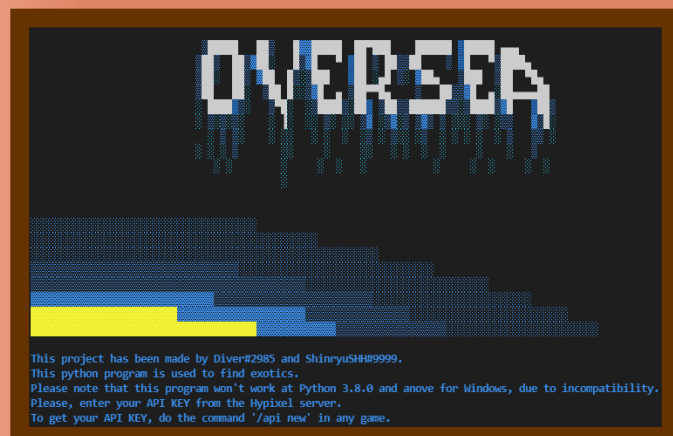 OVERSEA
This project has been made by Diver#2985 and ShinryuSHH#9999.
This python program is used to find exotics.
Please note that this program won't work at Python 3.8.0 and anove for Windows, due to incompatibility.
Please, enter your API KEY from the Hypixel server.
To get your API KEY, do the command '/api new' in any game.